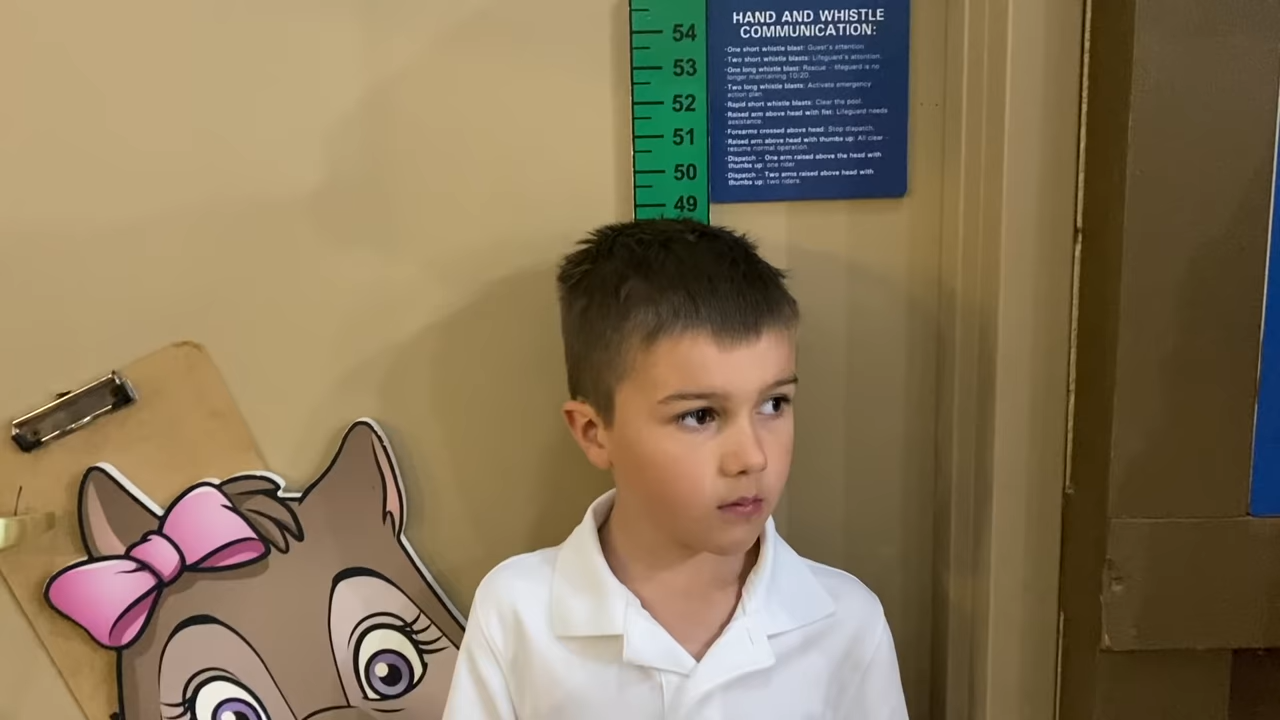 54
53
52
51
50
49
HAND AND WHISTLE
COMMUNICATION:
·One short whistle blast: Guest's attention.
·Two short whistle blasts: Lifeguard's attention.
·One long whistle blast: Rescue – lifeguard is no
longer maintaining 10/20.
·Two long whistle blasts: Activate emergency
action plan.
·Rapid short whistle blasts: Clear the pool.
·Raised arm above head with fist: Lifeguard needs
assistance.
·Forearms crossed above head: Stop dispatch.
·Raised arm above head with thumbs up: All clear –
resume normal operation.
·Dispatch – One arm raised above the head with
thumbs up: one rider
·Dispatch – Two arms raised above head with
thumbs up: two riders.